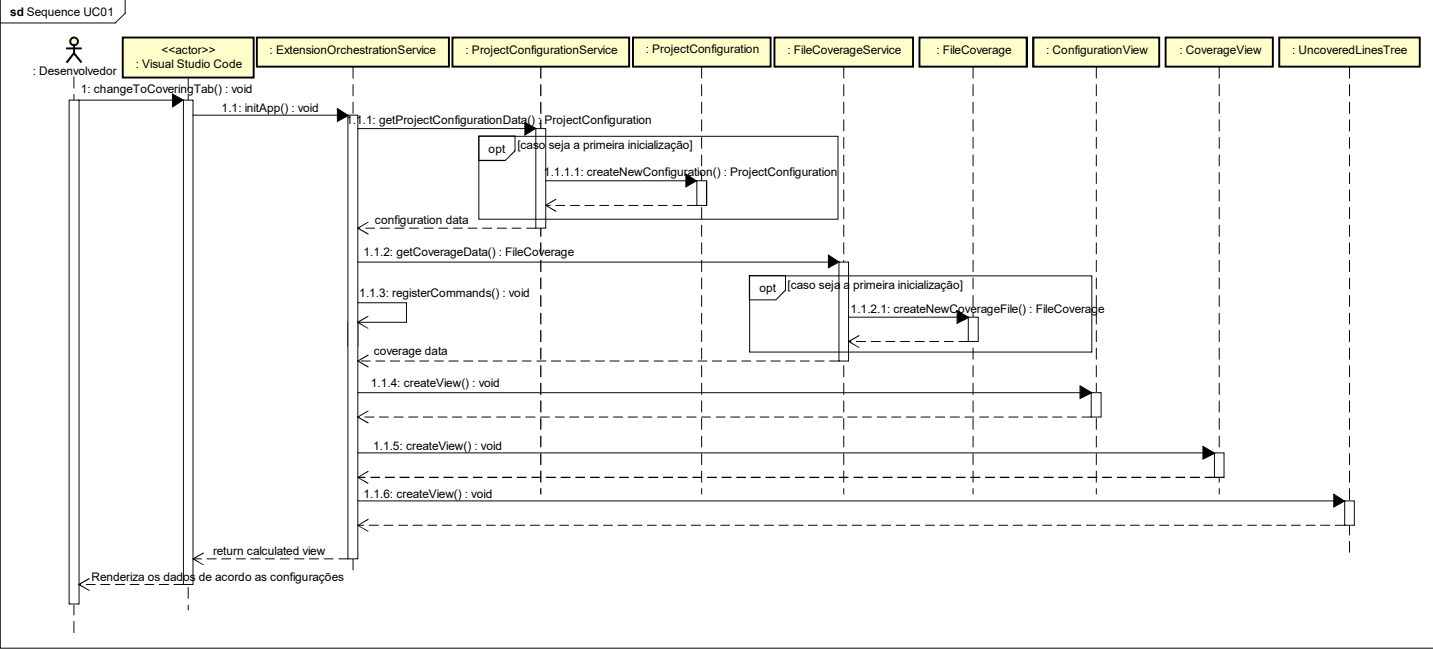 sd Sequence UC01
: Desenvolvedor
<<actor>>
: Visual Studio Code
: ExtensionOrchestrationService
: ProjectConfigurationService
: ProjectConfiguration
: FileCoverageService
: FileCoverage
: ConfigurationView
: CoverageView
: UncoveredLinesTree
1: changeToCoveringTab() : void
1.1: initApp() : void
1.1.1: getProjectConfigurationData() : ProjectConfiguration
opt
[caso seja a primeira inicialização]
1.1.1.1: createNewConfiguration() : ProjectConfiguration
configuration data
1.1.2: getCoverageData() : FileCoverage
opt
[caso seja a primeira inicialização]
1.1.3: registerCommands() : void
1.1.2.1: createNewCoverageFile() : FileCoverage
coverage data
1.1.4: createView() : void
1.1.5: createView() : void
1.1.6: createView() : void
return calculated view
Renderiza os dados de acordo as configurações